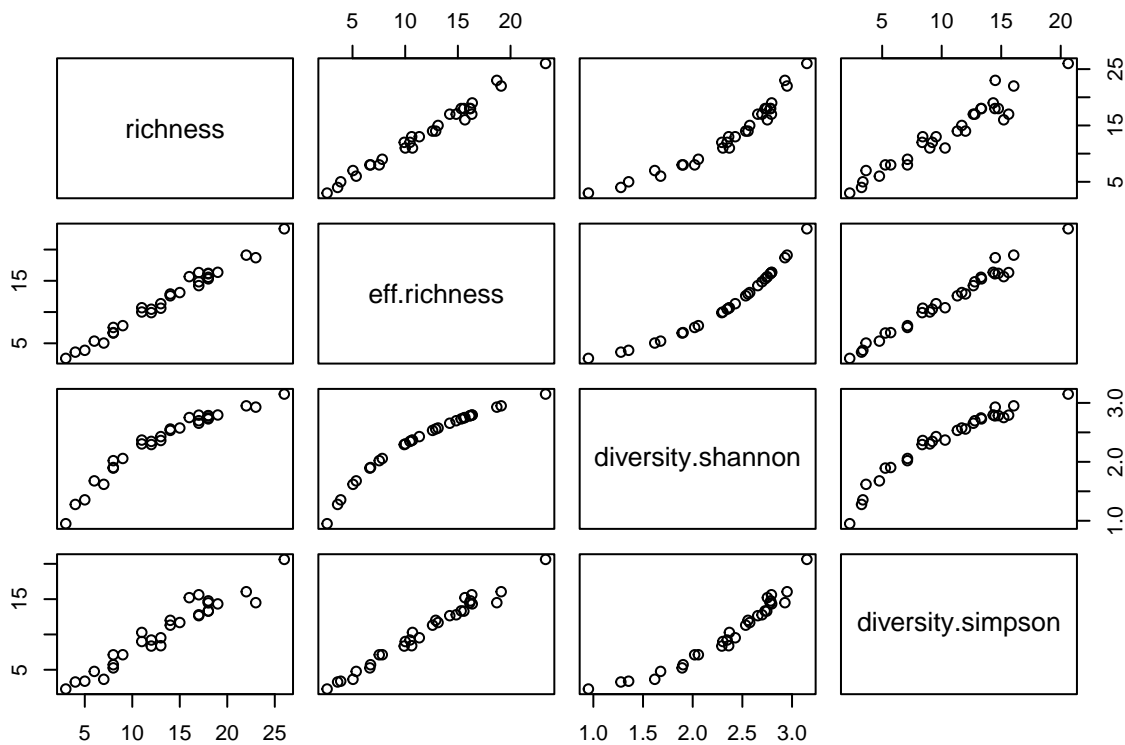 5 10 15 20
5 10 15 20
richness
5 15 25
5 15
eff.richness
diversity.shannon
1.0 2.0 3.0
5 15
diversity.simpson
5 10 15 20 25
1.0 1.5 2.0 2.5 3.0